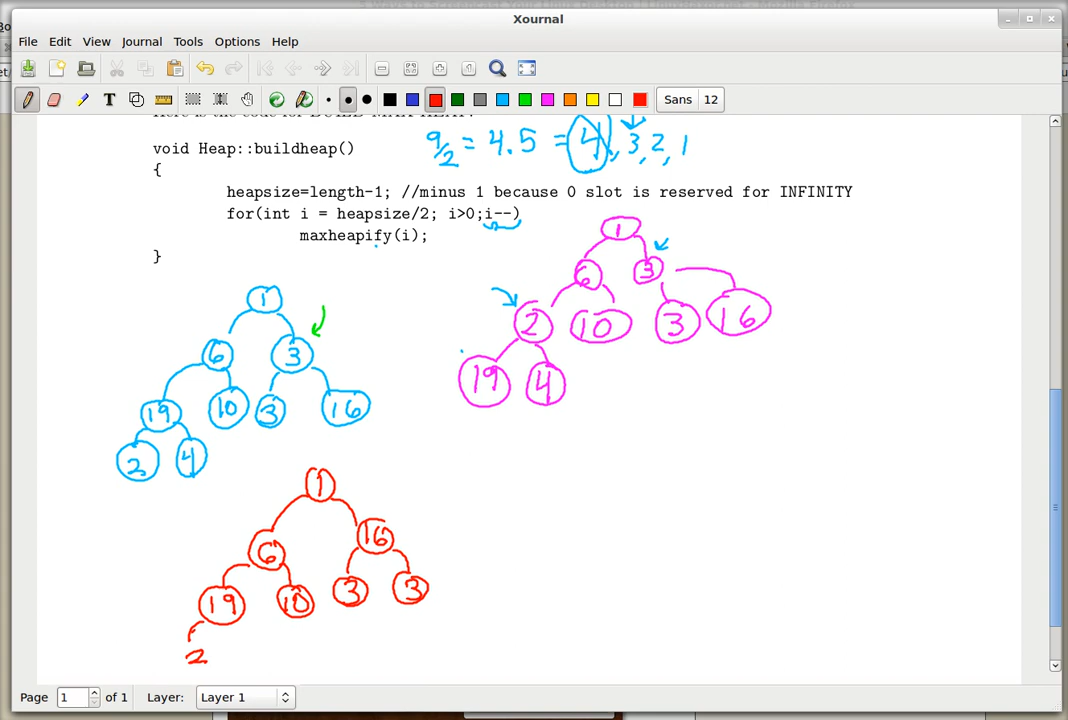 Xournal
File Edit View Journal Tools Options Help
Sans 12
void Heap::buildheap()
9/2 = 4.5 = 4, 3, 2, 1
{
heapsize=length-1; //minus 1 because 0 slot is reserved for INFINITY
for(int i = heapsize/2; i>0;i--)
maxheapify(i);
}
1
6 3
2 10 3 16
19 4
1
6 3
19 10 3 16
2 4
1
6 16
19 10 3 3
2
Page 1 of 1 Layer: Layer 1